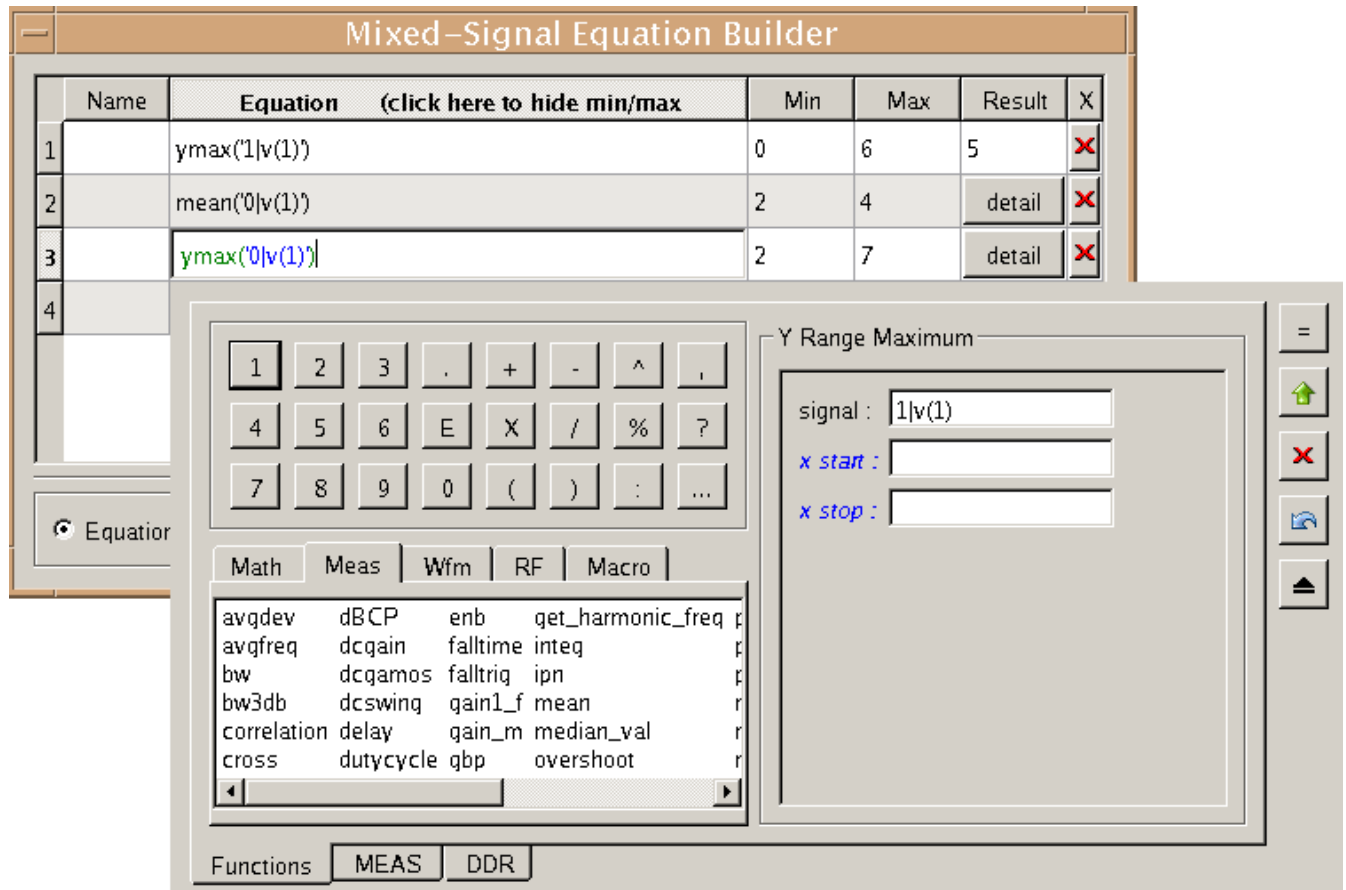 Mixed-Signal Equation Builder
Name Equation (click here to hide min/max Min Max Result X
1 ymax('1|v(1)') 0 6 5
2 mean('0|v(1)') 2 4 detail
3 ymax('0|v(1)') 2 7 detail
4
Equation
1 2 3 . + - ^ ,
4 5 6 E X / % ?
7 8 9 0 ( ) : ...
Math Meas Wfm RF Macro
avgdev dBCP enb get_harmonic_freq
avgfreq dcgain falltime integ
bw dcgamos falltrig ipn
bw3db dcswing gain1_f mean
correlation delay gain_m median_val
cross dutycycle gbp overshoot
Functions MEAS DDR
Y Range Maximum
signal : 1|v(1)
x start :
x stop :
=